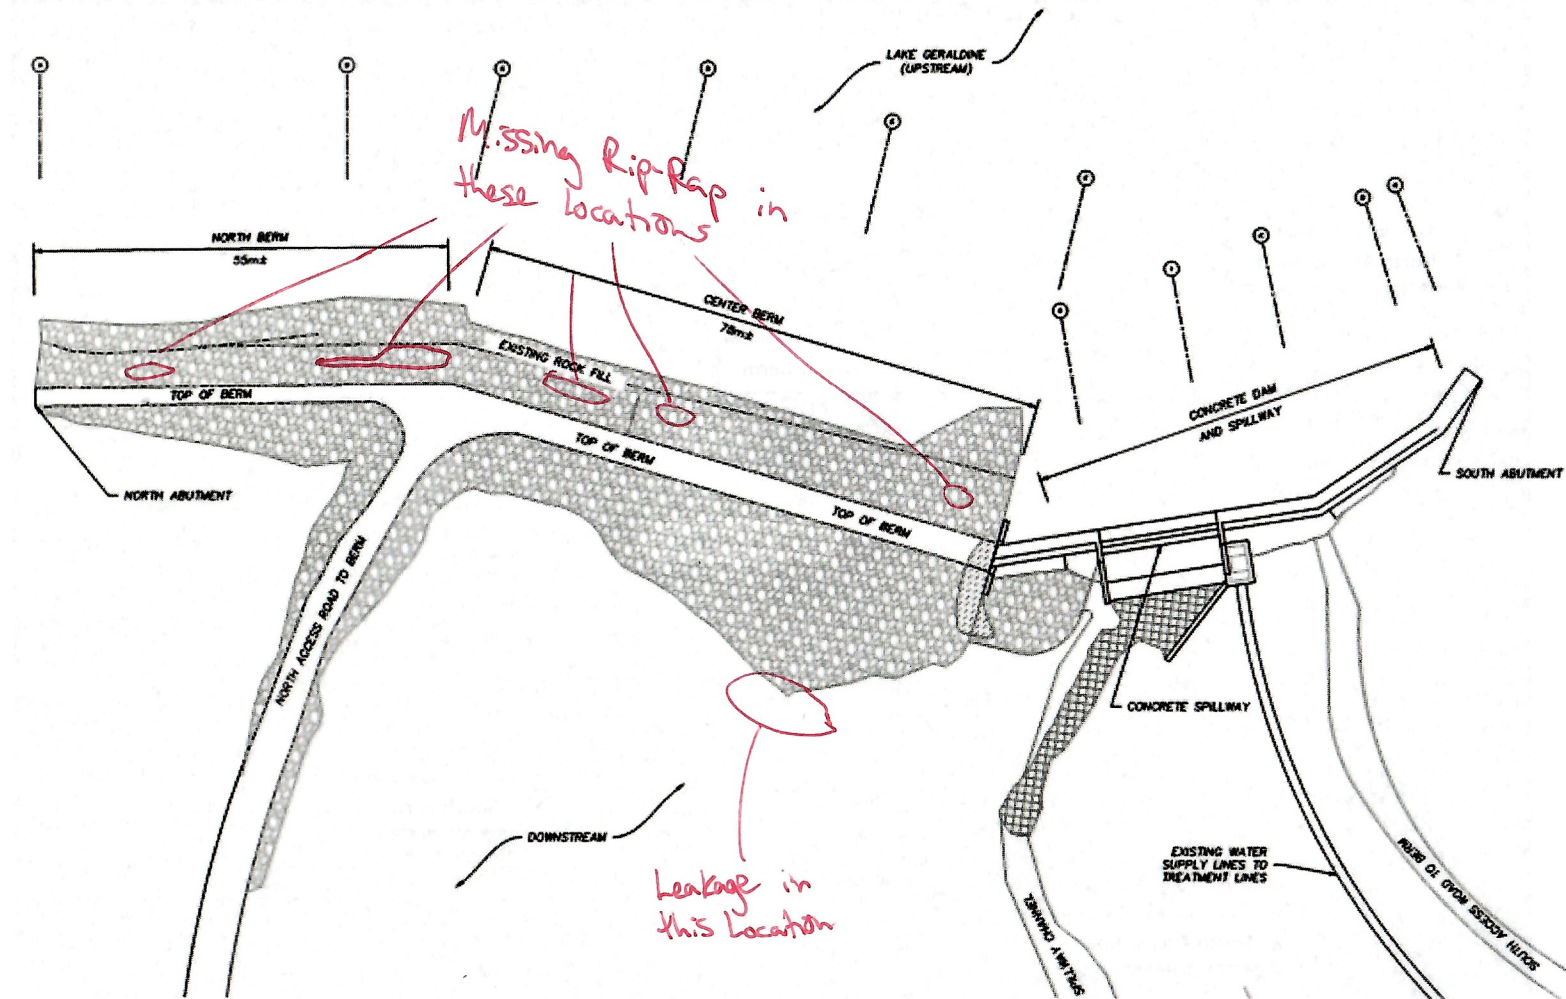 LAKE GERALDINE
(UPSTREAM)
Missing Rip-Rap in
these Locations
NORTH BERM
55m±
CENTER BERM
78m±
EXISTING ROCK FILL
TOP OF BERM
TOP OF BERM
TOP OF BERM
CONCRETE DAM
AND SPILLWAY
NORTH ABUTMENT
SOUTH ABUTMENT
NORTH ACCESS ROAD TO BERM
CONCRETE SPILLWAY
DOWNSTREAM
Leakage in
this Location
EXISTING WATER
SUPPLY LINES TO
TREATMENT LINES
SPILLWAY CHANNEL
SOUTH ACCESS ROAD TO BERM